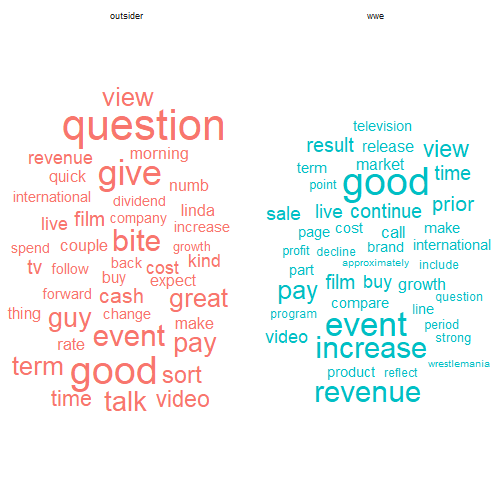 outsider
view
question
revenue morning
quick give numb
international dividend
live film company linda
increase
spend couple bite growth
tv follow back cost kind
buy expect
forward cash great
thing guy change make
rate event pay
term good sort
time talk video
wwe
television
result release view
term market time
point good
sale live continue prior
page cost call make
profit decline brand international
approximately
part include
pay film buy growth
compare question
program event line period
video strong
increase wrestlemania
product reflect
revenue